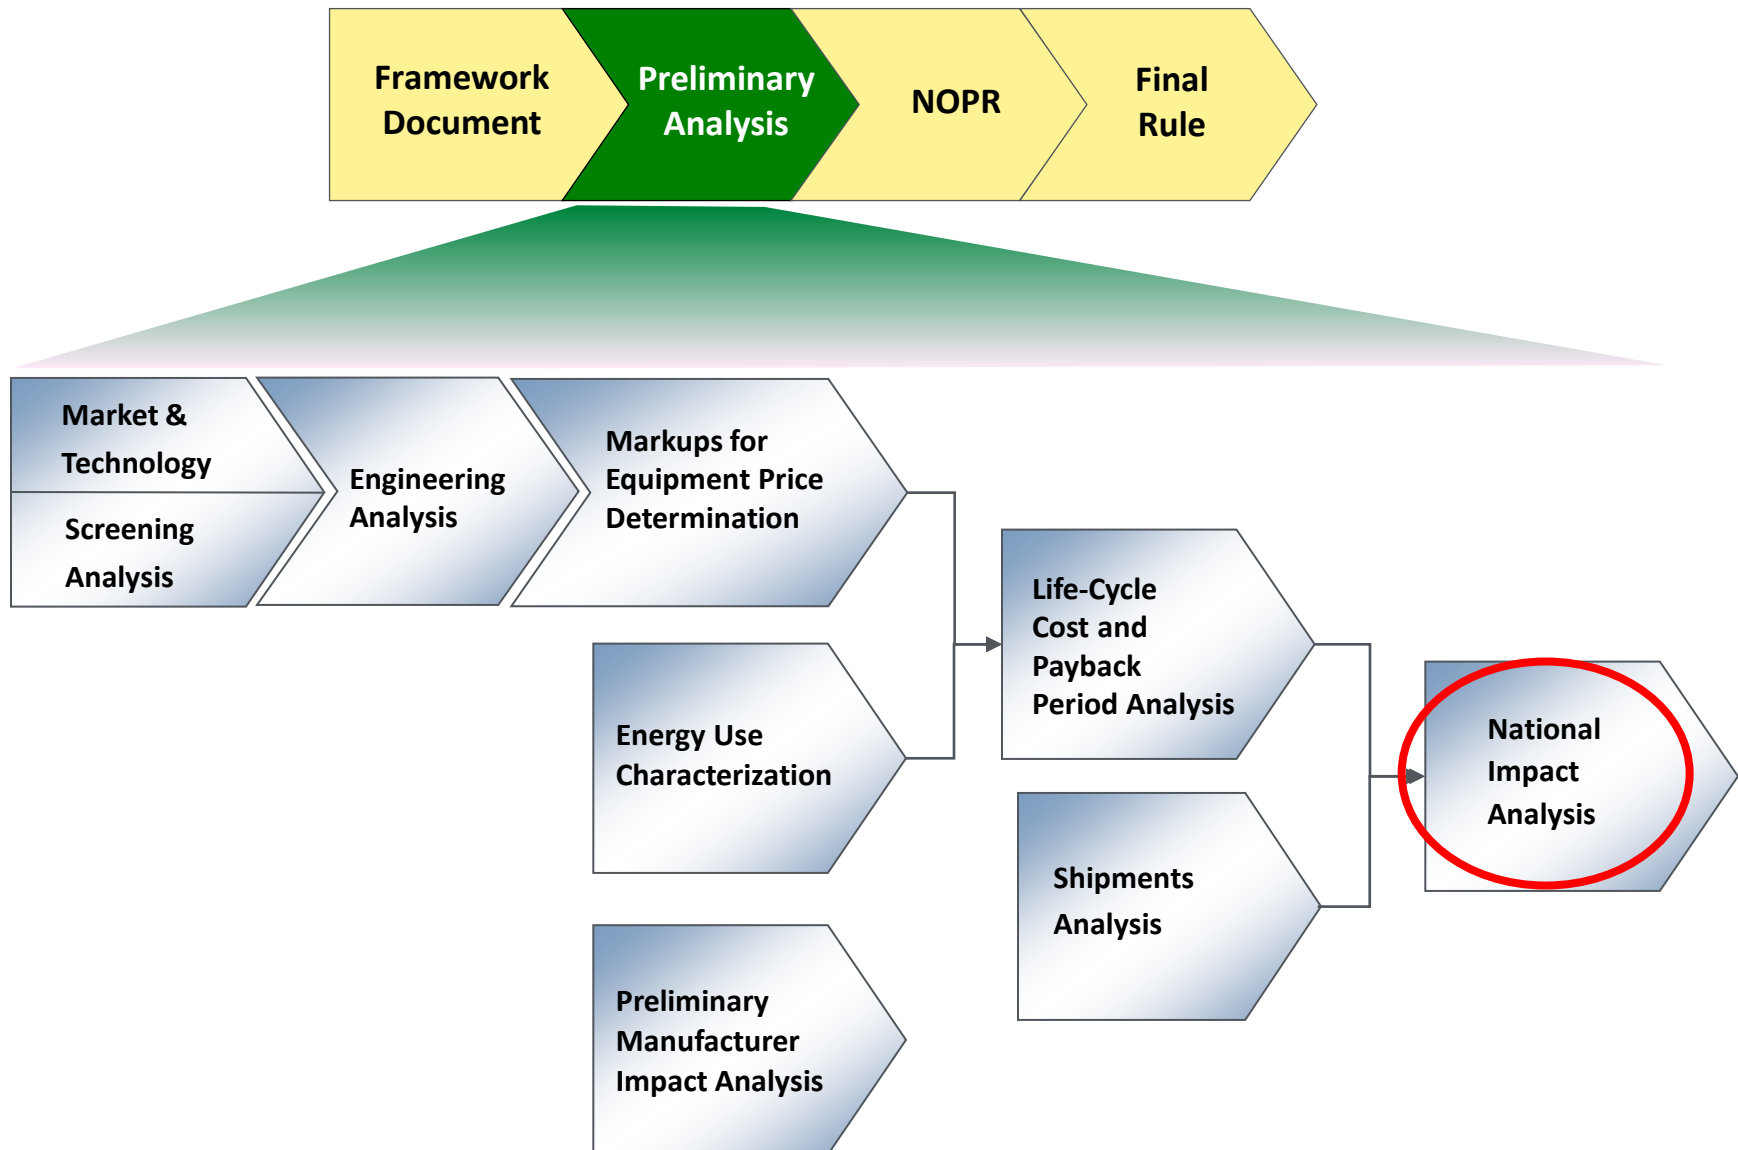 Framework
Document
Preliminary
Analysis
NOPR
Final
Rule
Market &
Technology
Screening
Analysis
Engineering
Analysis
Markups for
Equipment Price
Determination
Energy Use
Characterization
Preliminary
Manufacturer
Impact Analysis
Life-Cycle
Cost and
Payback
Period Analysis
Shipments
Analysis
National
Impact
Analysis